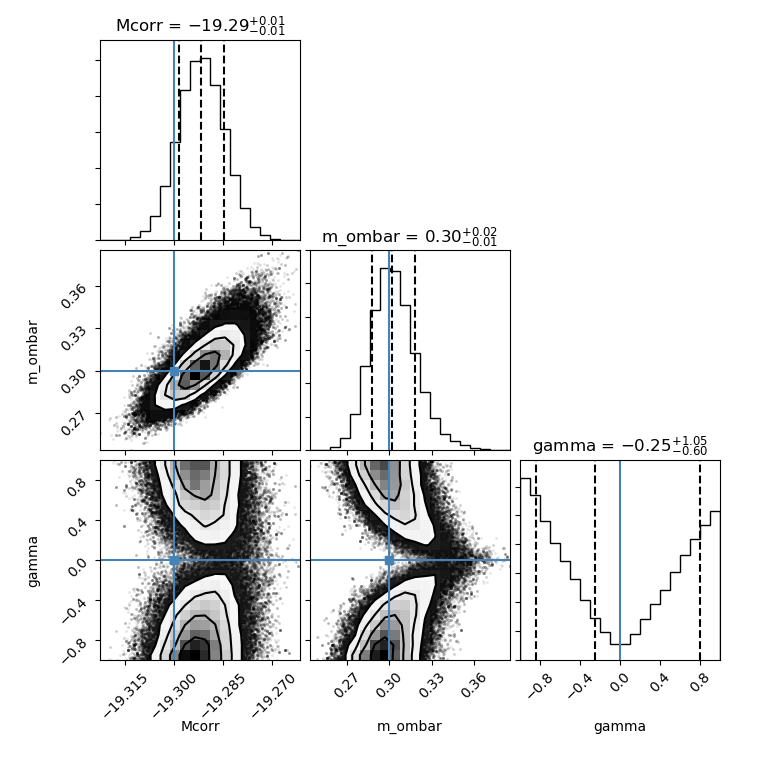 Mcorr = −19.29+0.01 −0.01
m_ombar = 0.30+0.02 −0.01
m_ombar
0.36
0.33
0.30
0.27
gamma = −0.25+1.05 −0.60
gamma
0.8
0.4
0.0
−0.4
−0.8
−19.315 −19.300 −19.285 −19.270
0.27 0.30 0.33 0.36
−0.8 −0.4 0.0 0.4 0.8
Mcorr m_ombar gamma